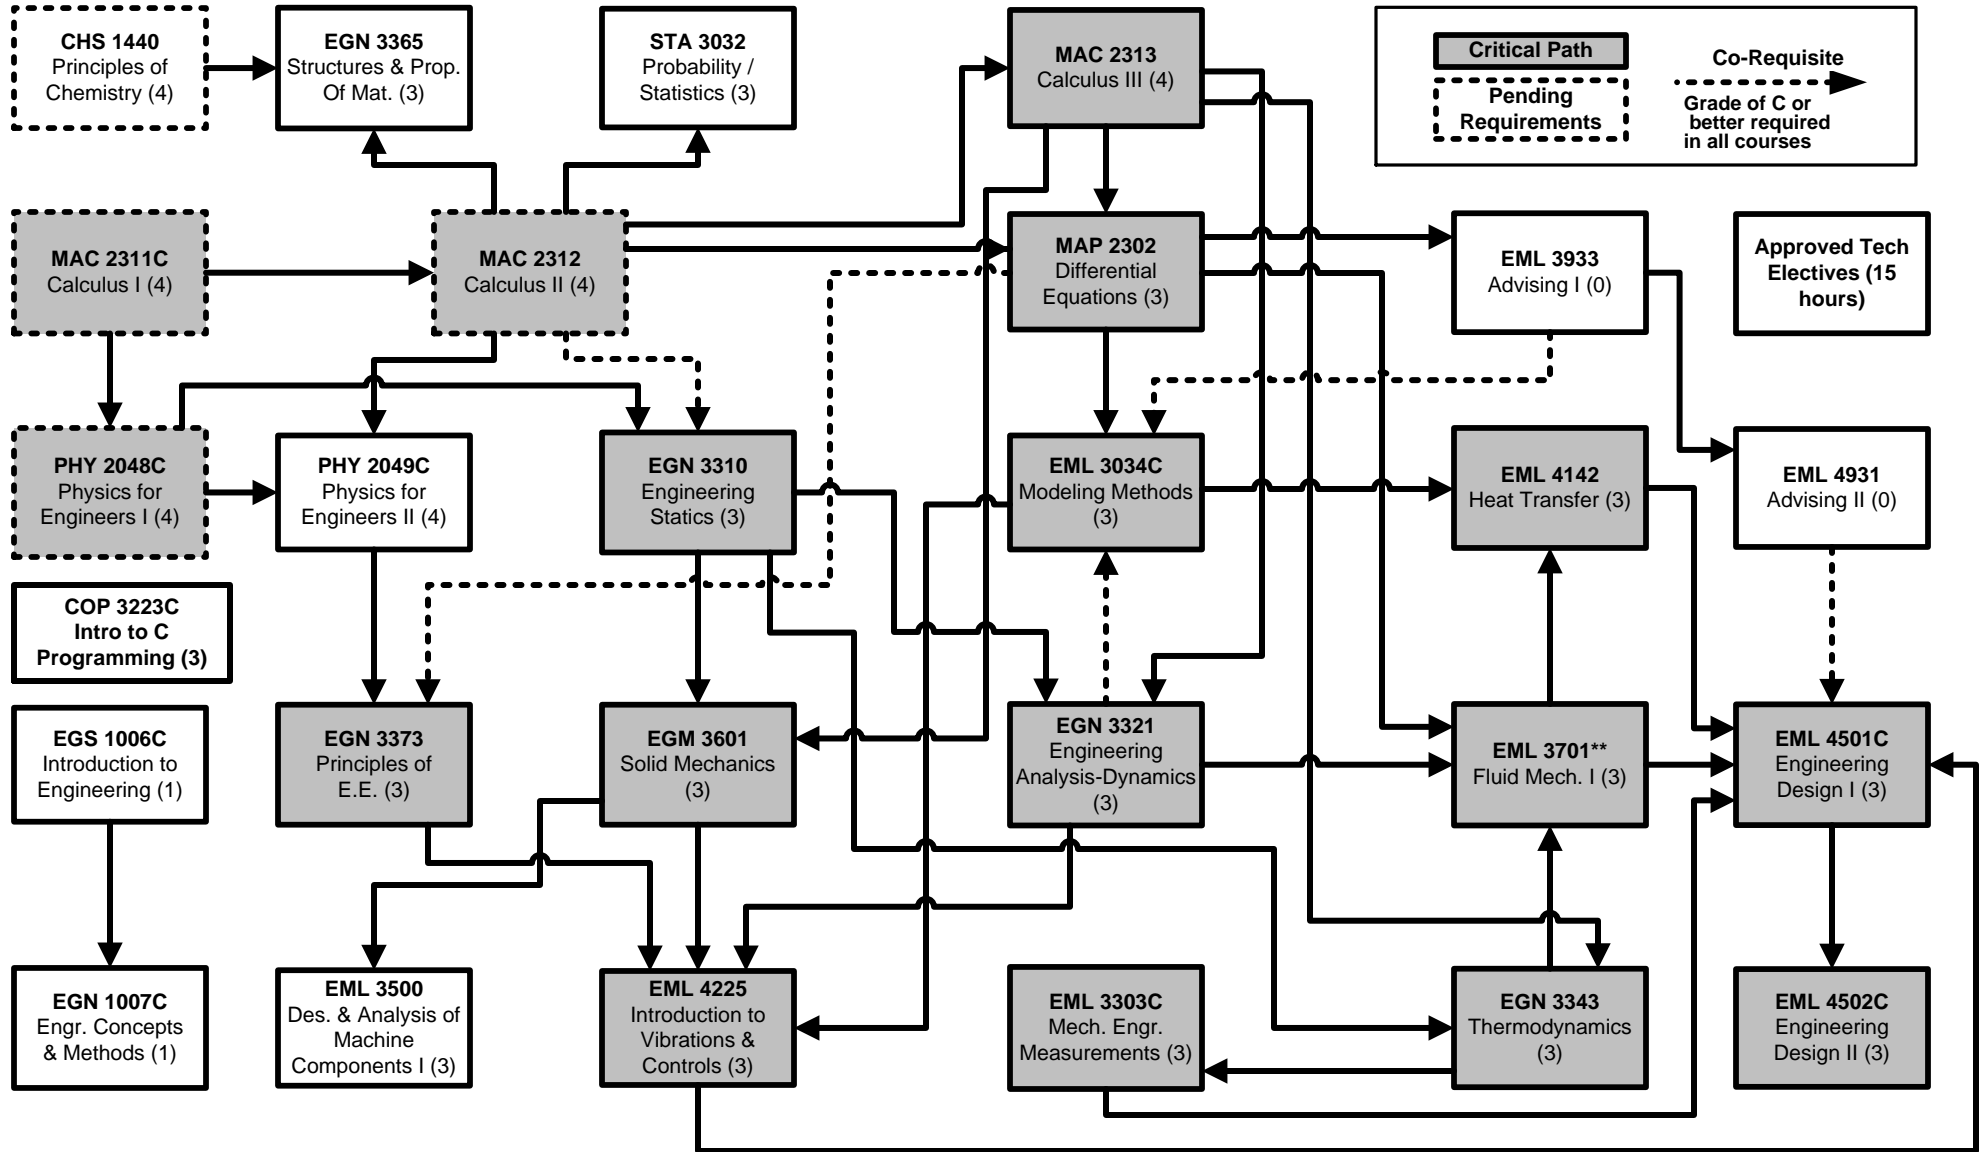 CHS 1440
Principles of
Chemistry (4)
EGN 3365
Structures & Prop.
Of Mat. (3)
STA 3032
Probability /
Statistics (3)
MAC 2313
Calculus III (4)
Critical Path
Pending
Requirements
Co-Requisite
Grade of C or
better required
in all courses
MAC 2311C
Calculus I (4)
MAC 2312
Calculus II (4)
MAP 2302
Differential
Equations (3)
EML 3933
Advising I (0)
Approved Tech
Electives (15
hours)
PHY 2048C
Physics for
Engineers I (4)
PHY 2049C
Physics for
Engineers II (4)
EGN 3310
Engineering
Statics (3)
EML 3034C
Modeling Methods
(3)
EML 4142
Heat Transfer (3)
EML 4931
Advising II (0)
COP 3223C
Intro to C
Programming (3)
EGS 1006C
Introduction to
Engineering (1)
EGN 3373
Principles of
E.E. (3)
EGM 3601
Solid Mechanics
(3)
EGN 3321
Engineering
Analysis-Dynamics
(3)
EML 3701**
Fluid Mech. I (3)
EML 4501C
Engineering
Design I (3)
EGN 1007C
Engr. Concepts
& Methods (1)
EML 3500
Des. & Analysis of
Machine
Components I (3)
EML 4225
Introduction to
Vibrations &
Controls (3)
EML 3303C
Mech. Engr.
Measurements (3)
EGN 3343
Thermodynamics
(3)
EML 4502C
Engineering
Design II (3)